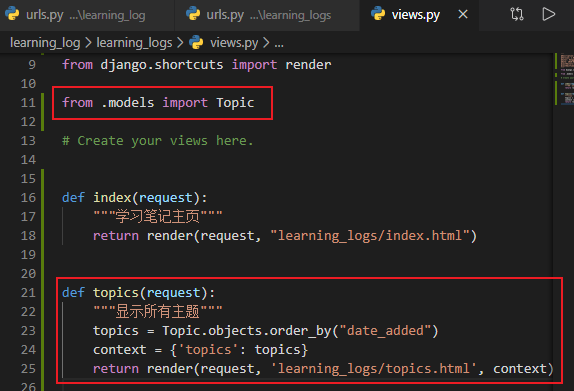 urls.py ...\learning_log
urls.py ...\learning_logs
views.py
learning_log > learning_logs > views.py > ...
9 from django.shortcuts import render
10
11 from .models import Topic
12
13 # Create your views here.
14
15
16 def index(request):
17 """学习笔记主页"""
18 return render(request, "learning_logs/index.html")
19
20
21 def topics(request):
22 """显示所有主题"""
23 topics = Topic.objects.order_by("date_added")
24 context = {'topics': topics}
25 return render(request, 'learning_logs/topics.html', context)
26